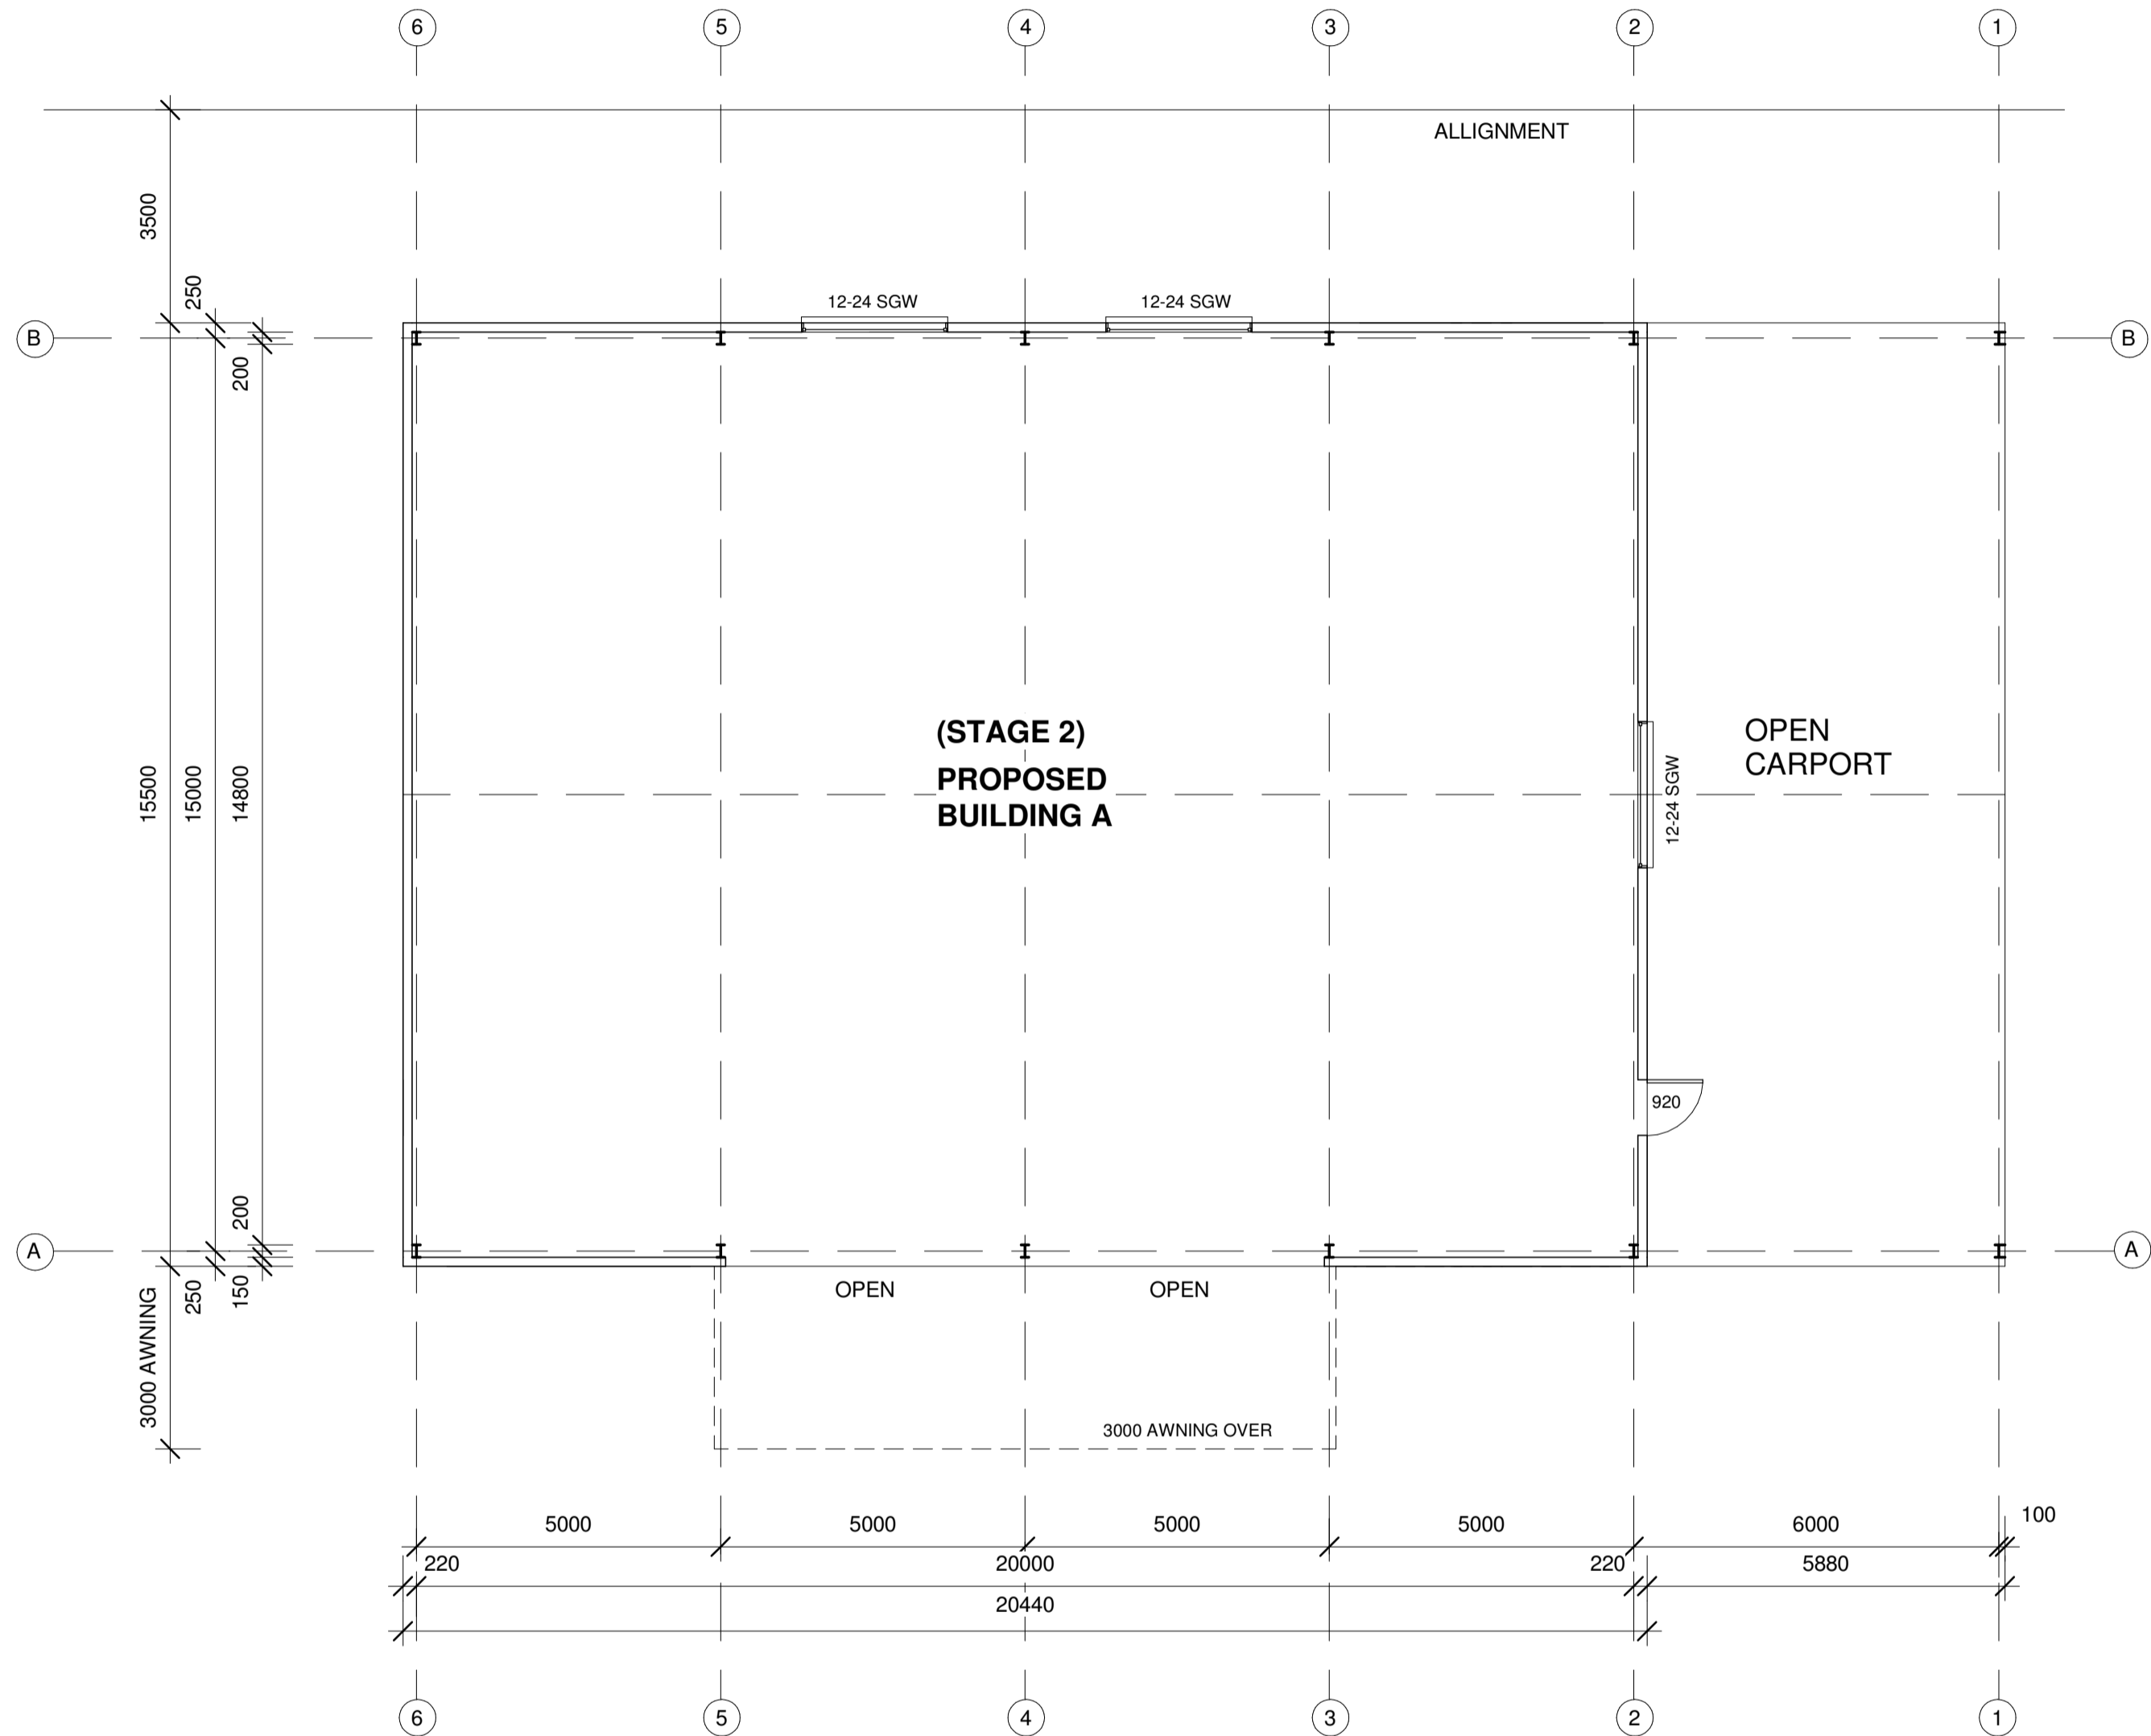 6 5 4 3 2 1
ALLIGNMENT
3500
250
12-24 SGW 12-24 SGW
B B
200
(STAGE 2)
PROPOSED
BUILDING A
OPEN
CARPORT
12-24 SGW
15500
15000
14800
920
200
A A
250
150
3000 AWNING
OPEN OPEN
3000 AWNING OVER
5000 5000 5000 5000 6000 100
220 20000 220 5880
20440
6 5 4 3 2 1